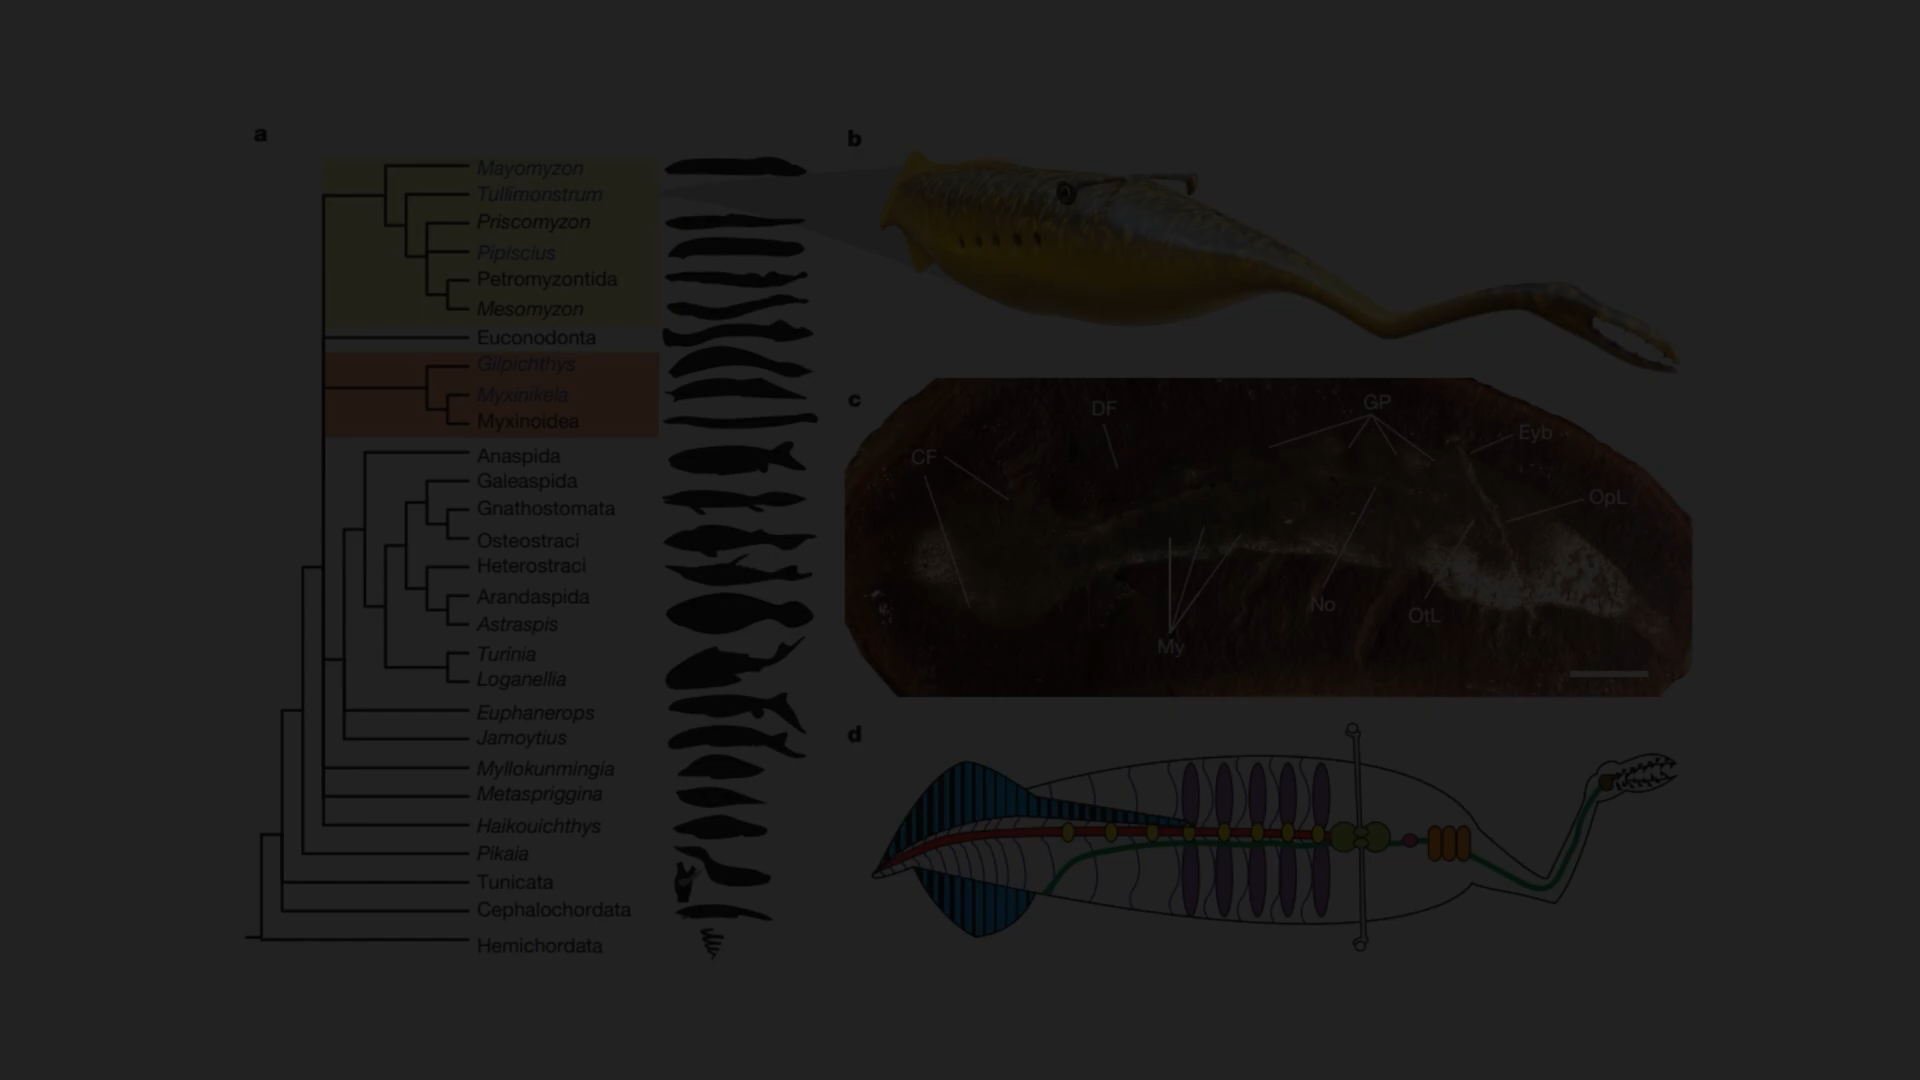 a
Mayomyzon
Tullimonstrum
Priscomyzon
Pipiscius
Petromyzontida
Mesomyzon
Euconodonta
Gilpichthys
Myxinikela
Myxinoidea
Anaspida
Galeaspida
Gnathostomata
Osteostraci
Heterostraci
Arandaspida
Astraspis
Turinia
Loganellia
Euphanerops
Jamoytius
Myllokunmingia
Metaspriggina
Haikouichthys
Pikaia
Tunicata
Cephalochordata
Hemichordata
b
c
DF
GP
Eyb
CF
OpL
No
OtL
My
d